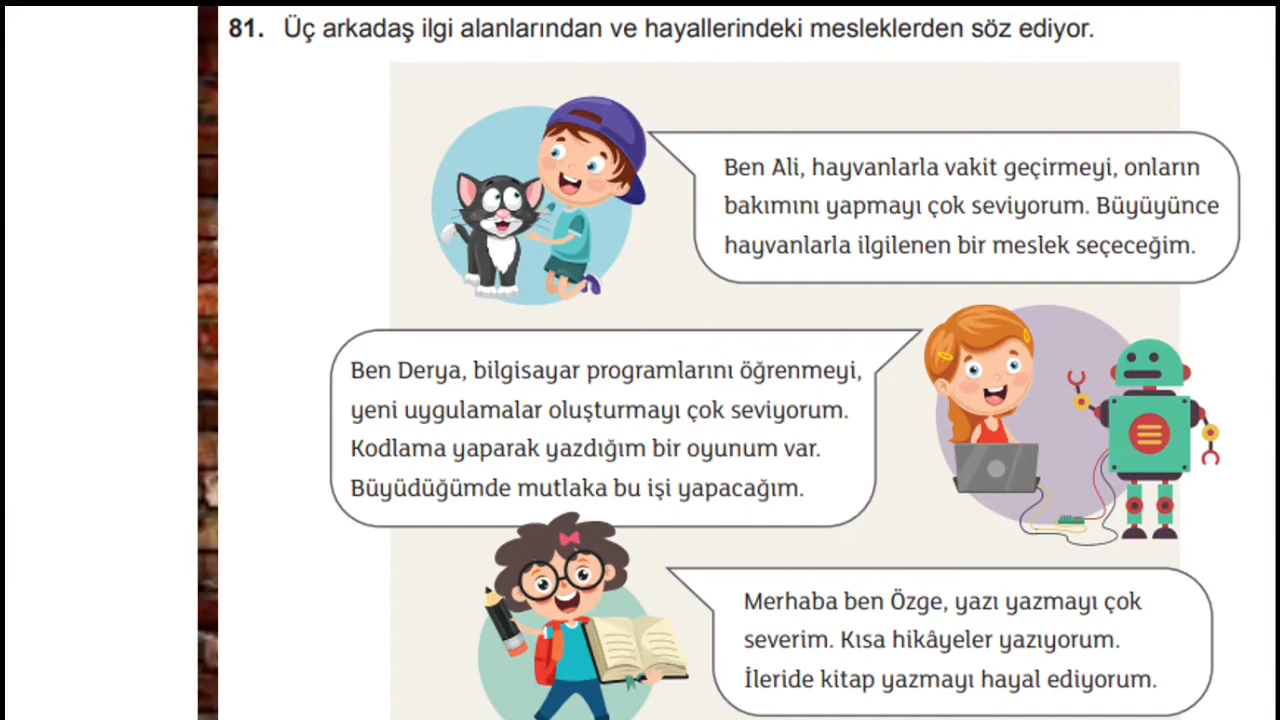 81. Üç arkadaş ilgi alanlarından ve hayallerindeki mesleklerden söz ediyor.
Ben Ali, hayvanlarla vakit geçirmeyi, onların
bakımını yapmayı çok seviyorum. Büyüyünce
hayvanlarla ilgilenen bir meslek seçeceğim.
Ben Derya, bilgisayar programlarını öğrenmeyi,
yeni uygulamalar oluşturmayı çok seviyorum.
Kodlama yaparak yazdığım bir oyunum var.
Büyüdüğümde mutlaka bu işi yapacağım.
Merhaba ben Özge, yazı yazmayı çok
severim. Kısa hikâyeler yazıyorum.
İleride kitap yazmayı hayal ediyorum.